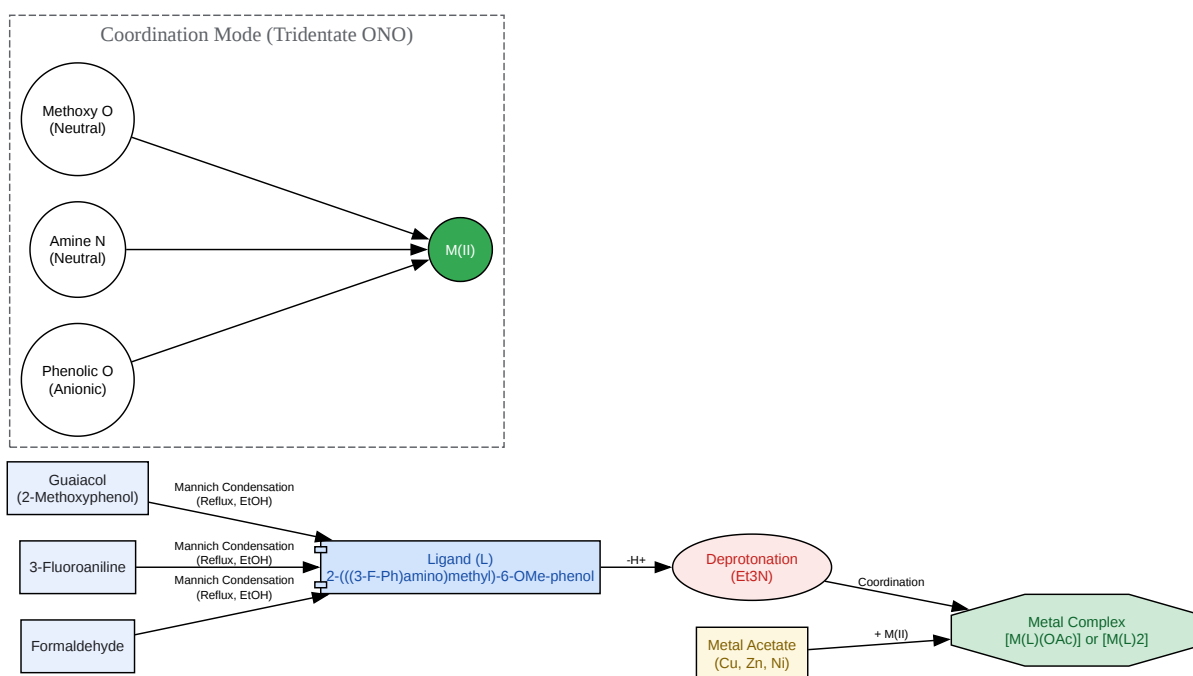 Coordination Mode (Tridentate ONO)
Methoxy O
(Neutral)
Amine N
(Neutral)
M(II)
Phenolic O
(Anionic)
Guaiacol
(2-Methoxyphenol)
Mannich Condensation
(Reflux, EtOH)
3-Fluoroaniline
Mannich Condensation
(Reflux, EtOH)
Mannich Condensation
(Reflux, EtOH)
Formaldehyde
Ligand (L)
2-(((3-F-Ph)amino)methyl)-6-OMe-phenol
-H+
Deprotonation
(Et3N)
Coordination
Metal Acetate
(Cu, Zn, Ni)
+ M(II)
Metal Complex
[M(L)(OAc)] or [M(L)2]